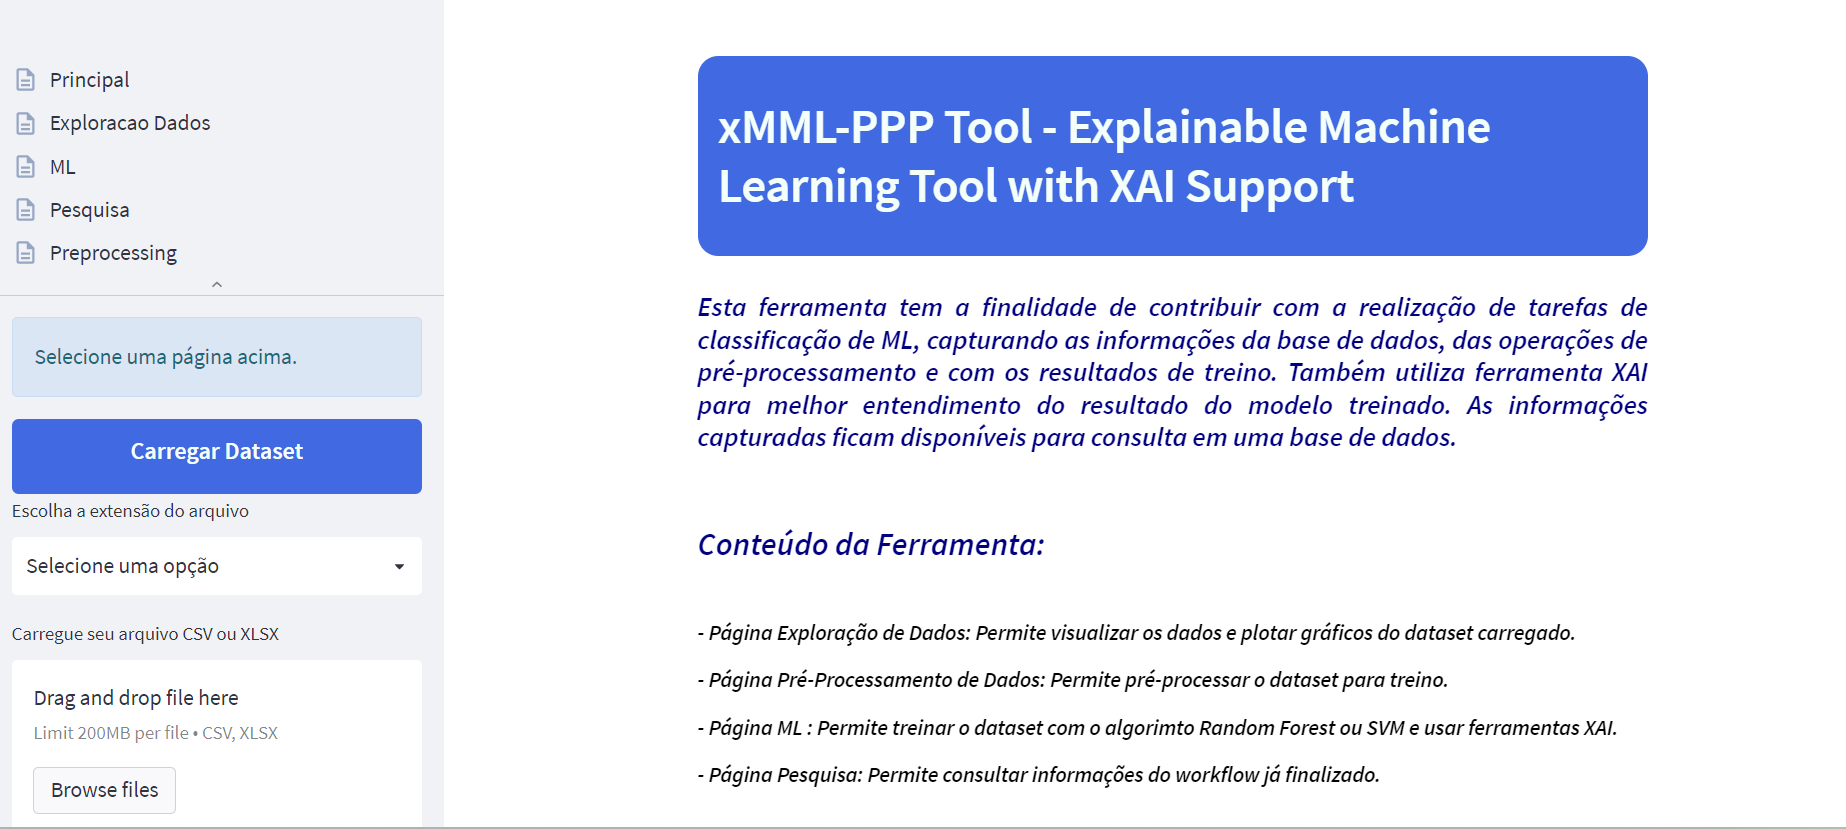 Principal
Exploracao Dados
ML
Pesquisa
Preprocessing
Selecione uma página acima.
Carregar Dataset
Escolha a extensão do arquivo
Selecione uma opção
Carregue seu arquivo CSV ou XLSX
Drag and drop file here
Limit 200MB per file • CSV, XLSX
Browse files
xMML-PPP Tool - Explainable Machine
Learning Tool with XAI Support
Esta ferramenta tem a finalidade de contribuir com a realização de tarefas de
classificação de ML, capturando as informações da base de dados, das operações de
pré-processamento e com os resultados de treino. Também utiliza ferramenta XAI
para melhor entendimento do resultado do modelo treinado. As informações
capturadas ficam disponíveis para consulta em uma base de dados.
Conteúdo da Ferramenta:
- Página Exploração de Dados: Permite visualizar os dados e plotar gráficos do dataset carregado.
- Página Pré-Processamento de Dados: Permite pré-processar o dataset para treino.
- Página ML : Permite treinar o dataset com o algorimto Random Forest ou SVM e usar ferramentas XAI.
- Página Pesquisa: Permite consultar informações do workflow já finalizado.